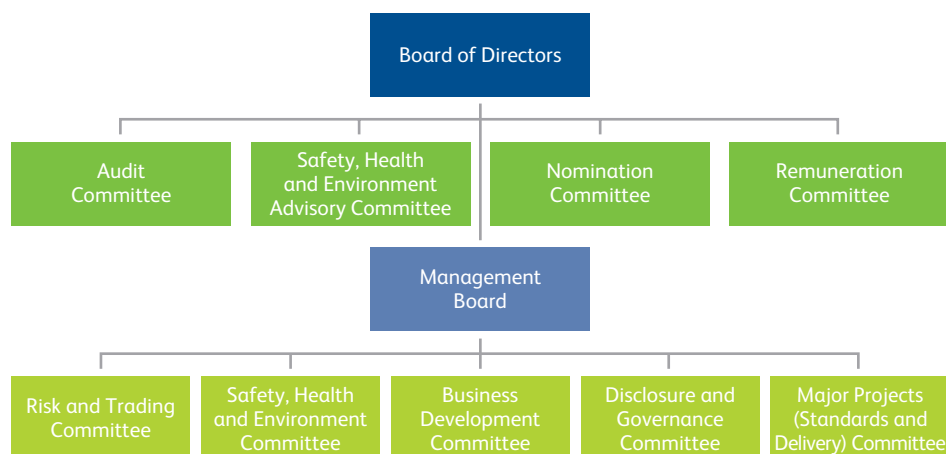 Board of Directors
Audit
Committee
Safety, Health
and Environment
Advisory Committee
Nomination
Committee
Remuneration
Committee
Management
Board
Risk and Trading
Committee
Safety, Health
and Environment
Committee
Business
Development
Committee
Disclosure and
Governance
Committee
Major Projects
(Standards and
Delivery) Committee